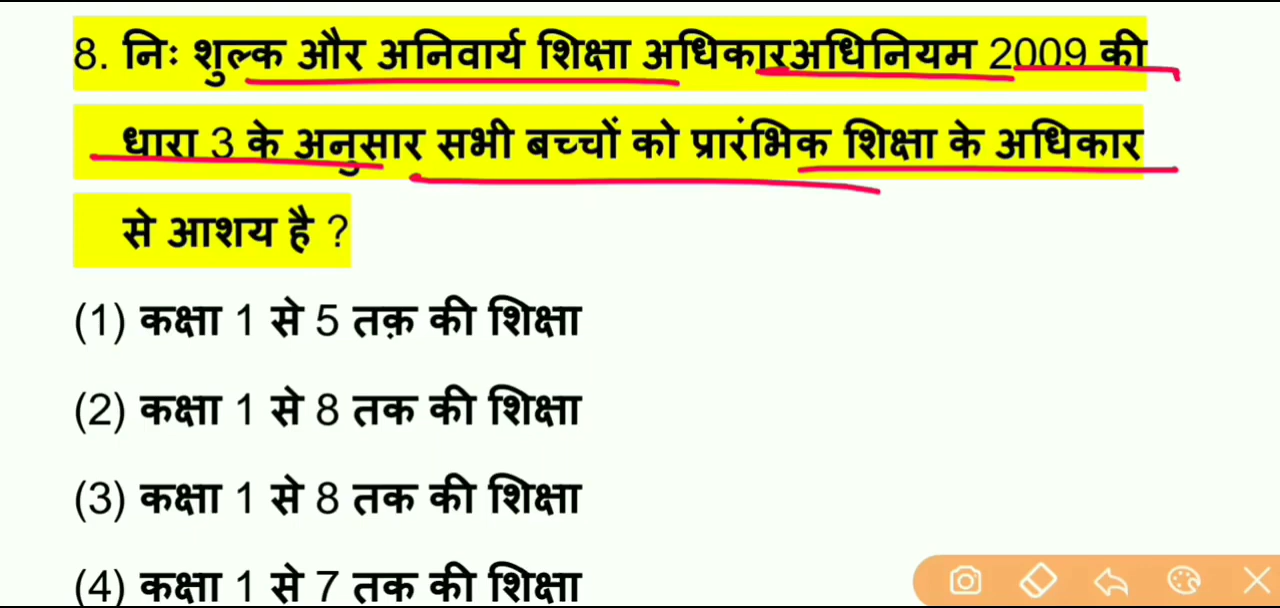 8. निः शुल्क और अनिवार्य शिक्षा अधिकारअधिनियम 2009 की
धारा 3 के अनुसार सभी बच्चों को प्रारंभिक शिक्षा के अधिकार
से आशय है ?
(1) कक्षा 1 से 5 तक़ की शिक्षा
(2) कक्षा 1 से 8 तक की शिक्षा
(3) कक्षा 1 से 8 तक की शिक्षा
(4) कक्षा 1 से 7 तक की शिक्षा